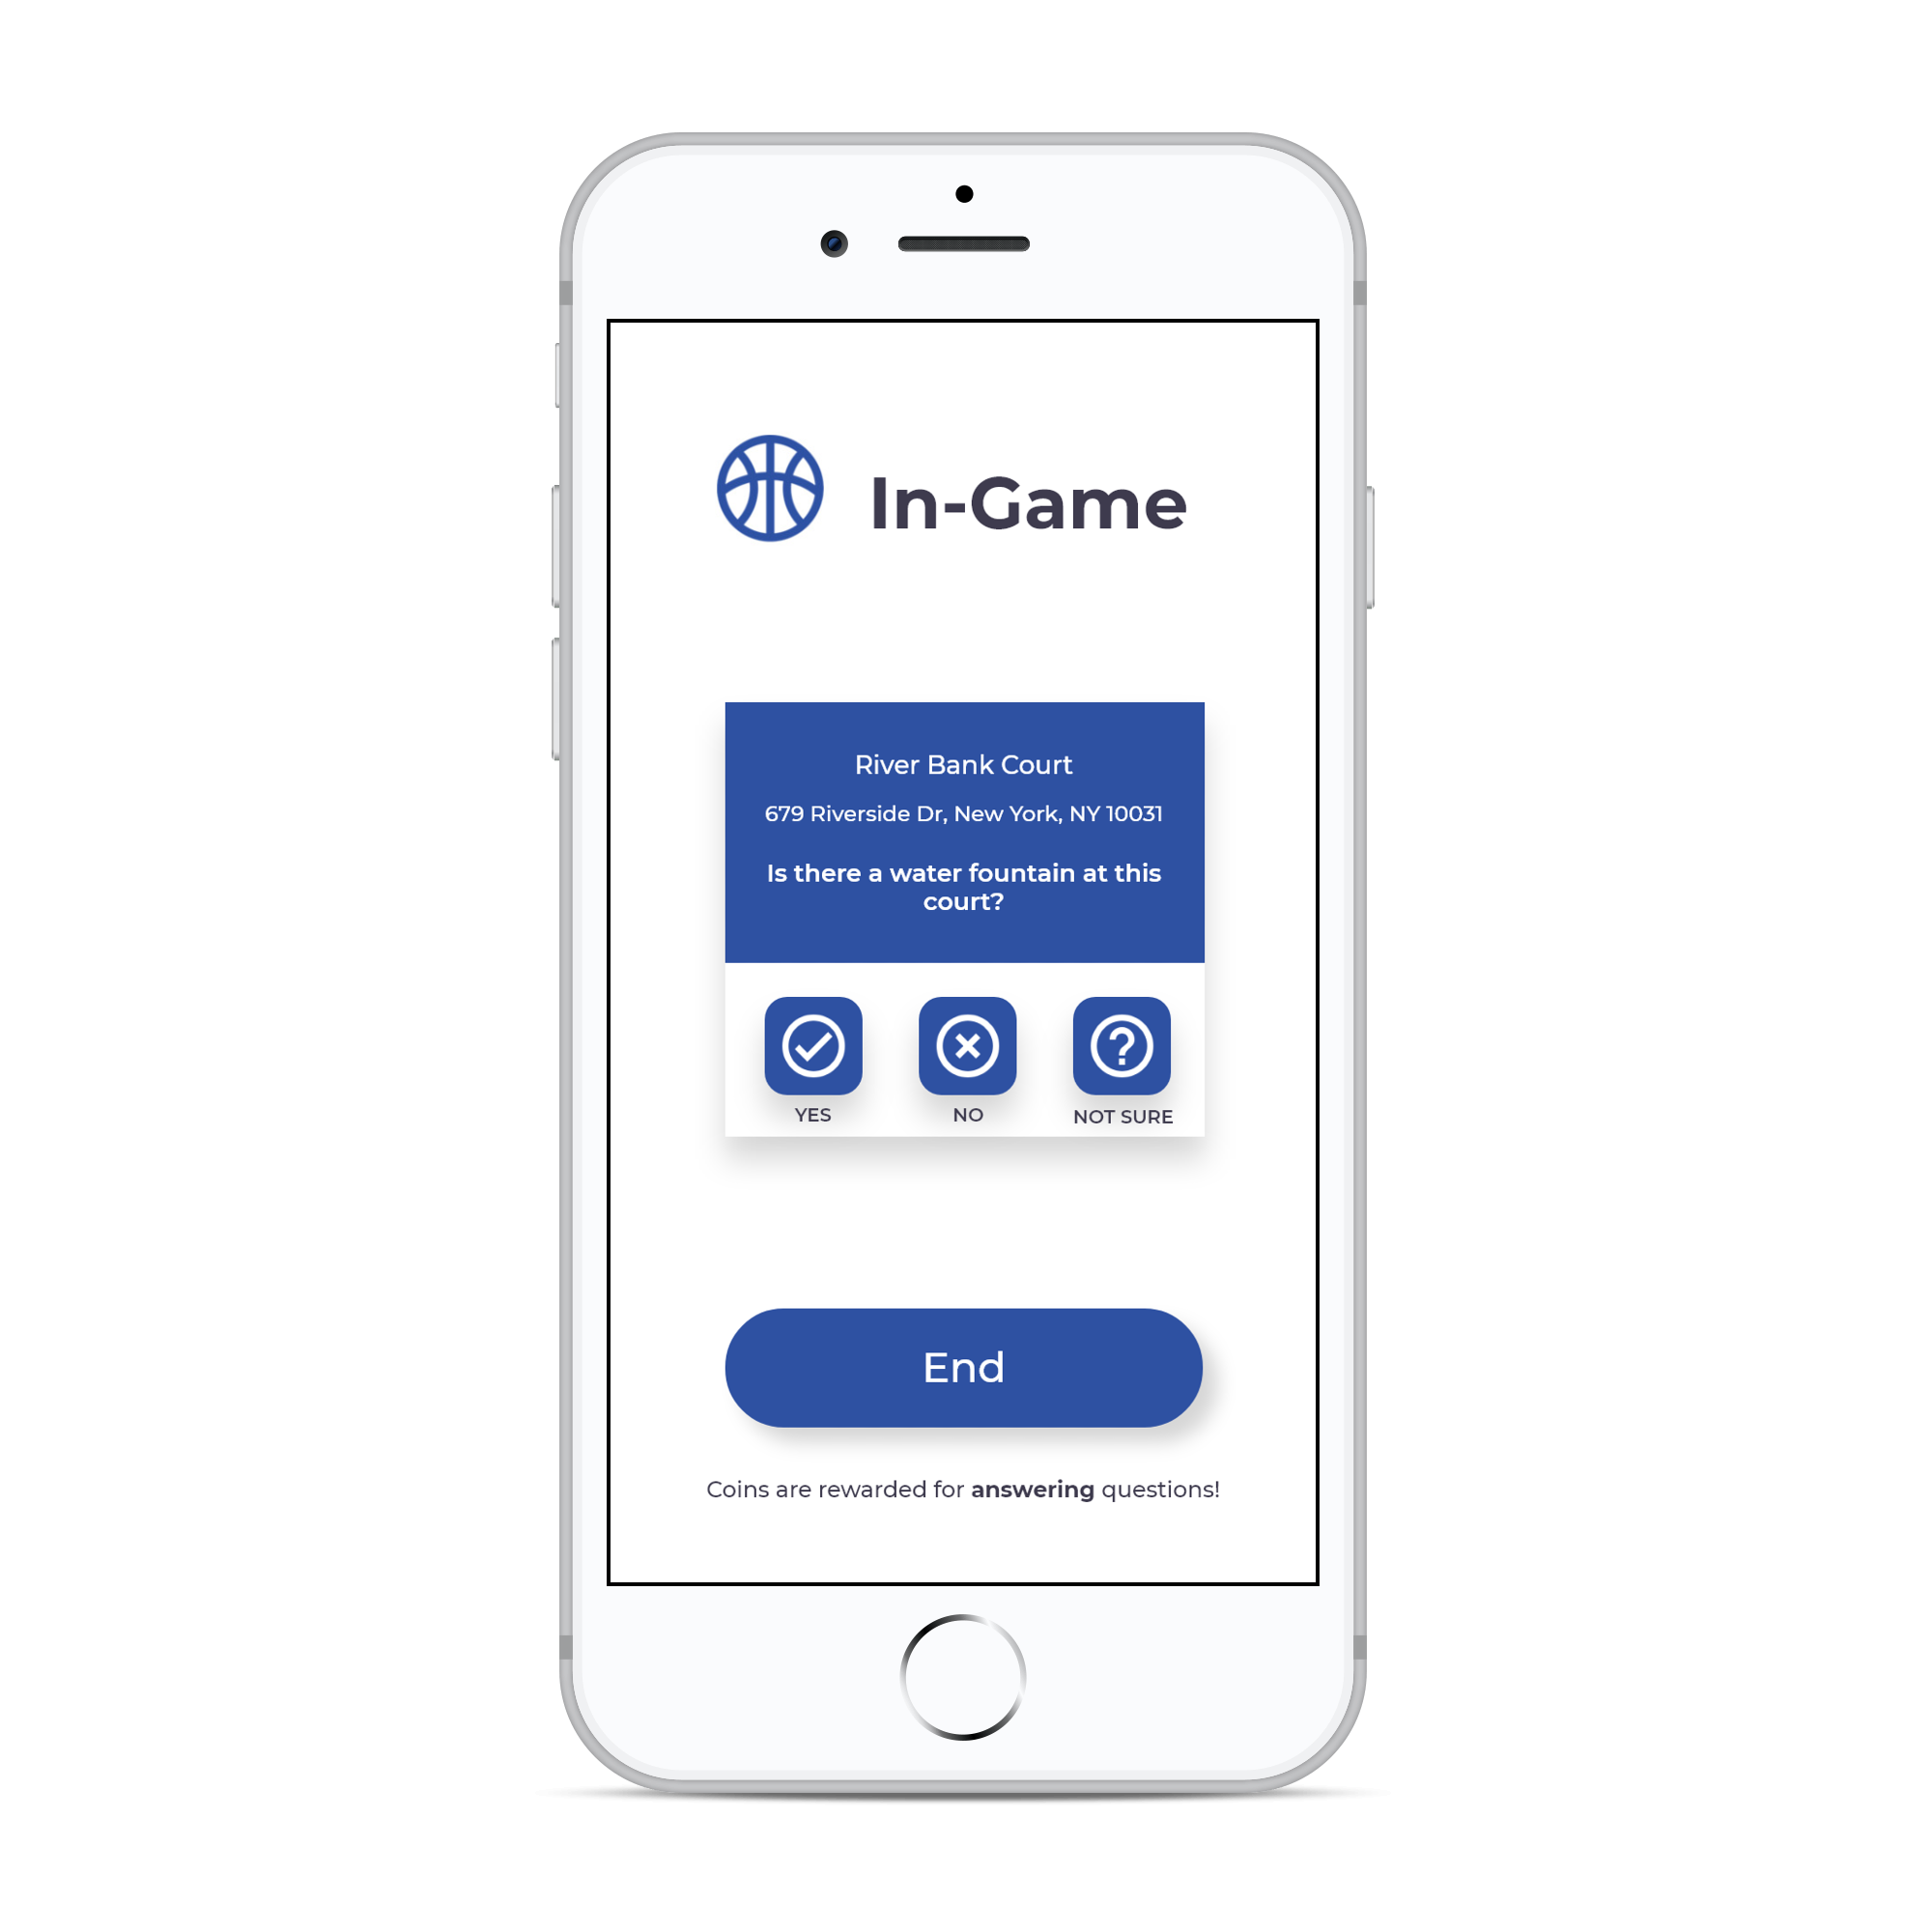 In-Game
River Bank Court
679 Riverside Dr, New York, NY 10031
Is there a water fountain at this
court?
YES
NO
NOT SURE
End
Coins are rewarded for answering questions!